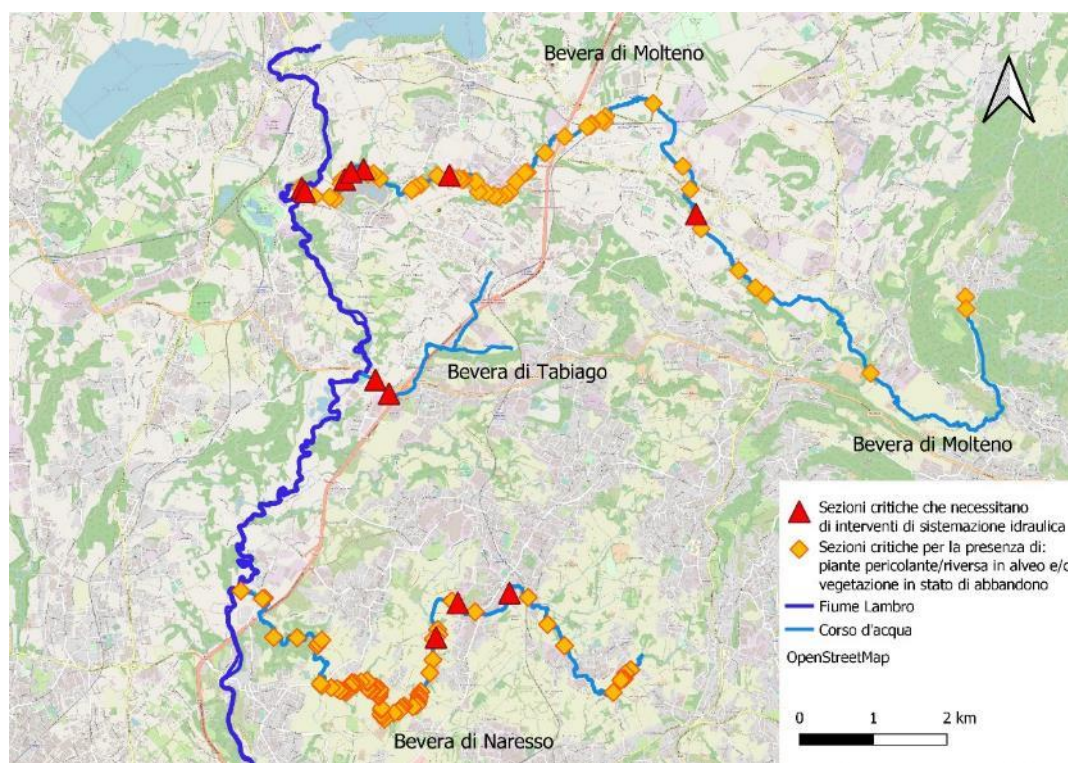 Bevera di Molteno
Bevera di Tabiago
Bevera di Molteno
Sezioni critiche che necessitano
di interventi di sistemazione idraulica
Sezioni critiche per la presenza di:
piante pericolante/riversa in alveo e/o
vegetazione in stato di abbandono
Fiume Lambro
Corso d'acqua
OpenStreetMap
0 1 2 km
Bevera di Naresso